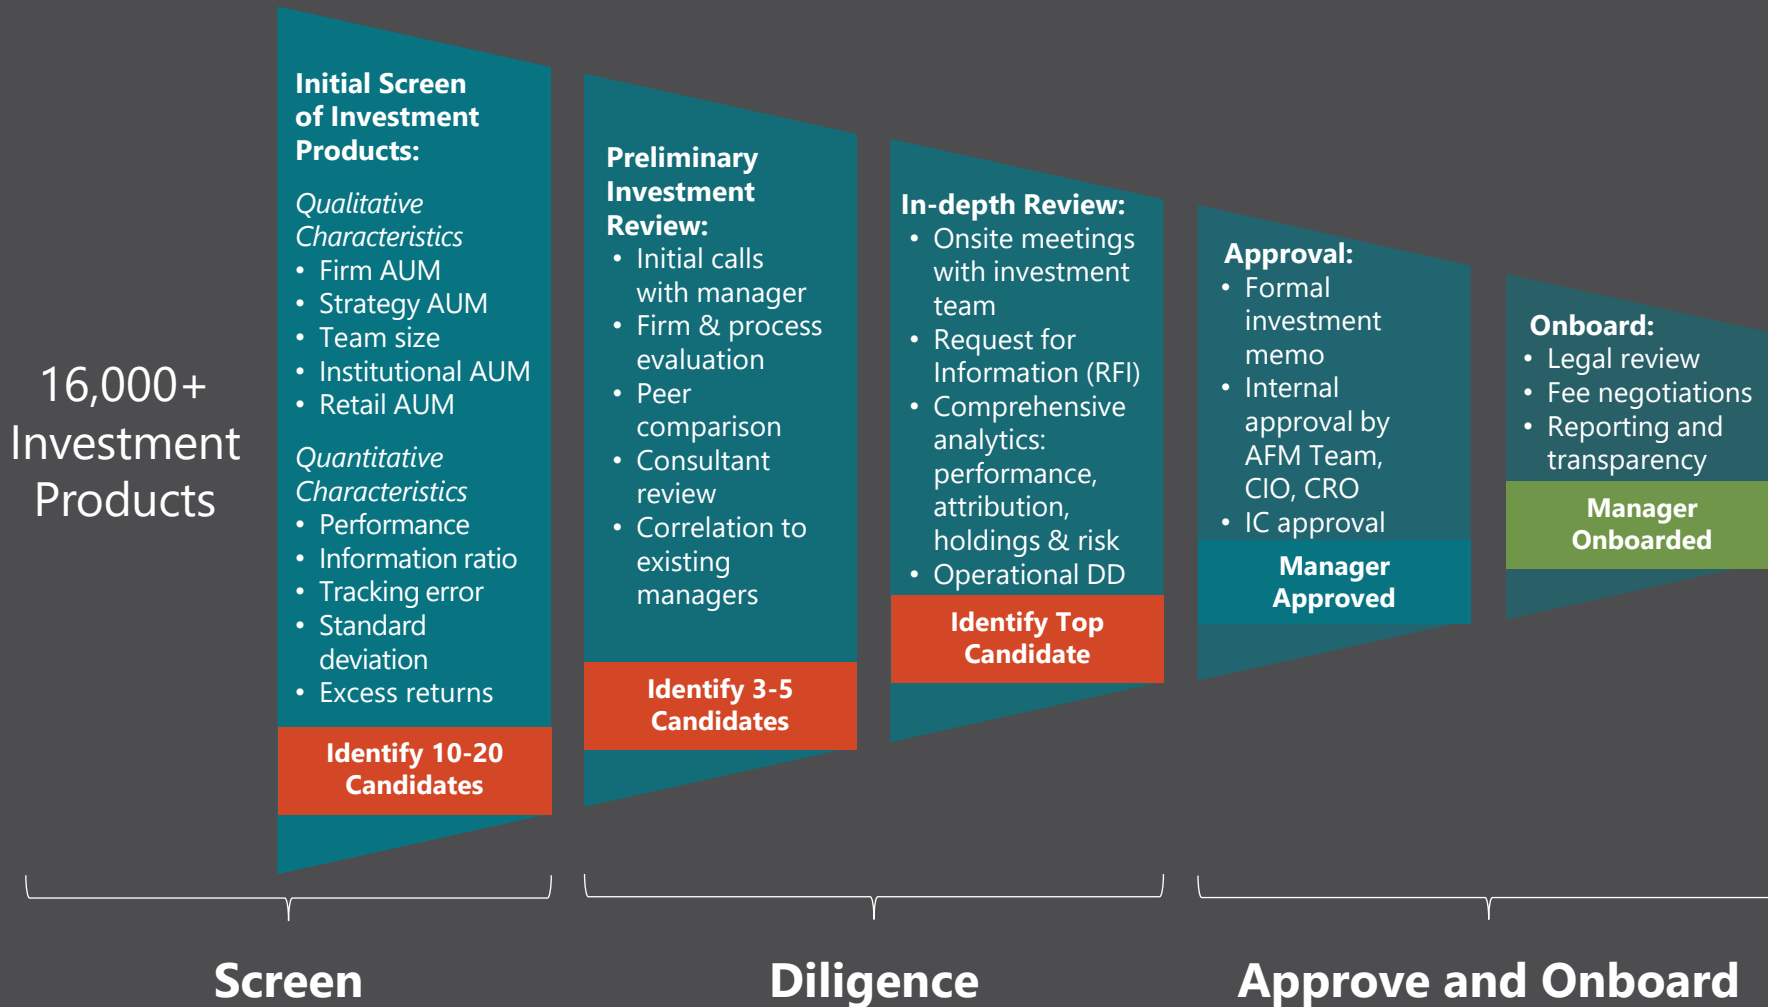 16,000+
Investment
Products
Initial Screen
of Investment
Products:
Qualitative
Characteristics
• Firm AUM
• Strategy AUM
• Team size
• Institutional AUM
• Retail AUM
Quantitative
Characteristics
• Performance
• Information ratio
• Tracking error
• Standard
deviation
• Excess returns
Identify 10-20
Candidates
Preliminary
Investment
Review:
• Initial calls
with manager
• Firm & process
evaluation
• Peer
comparison
• Consultant
review
• Correlation to
existing
managers
Identify 3-5
Candidates
In-depth Review:
• Onsite meetings
with investment
team
• Request for
Information (RFI)
• Comprehensive
analytics:
performance,
attribution,
holdings & risk
• Operational DD
Identify Top
Candidate
Approval:
• Formal
investment
memo
• Internal
approval by
AFM Team,
CIO, CRO
• IC approval
Manager
Approved
Onboard:
• Legal review
• Fee negotiations
• Reporting and
transparency
Manager
Onboarded
Screen
Diligence
Approve and Onboard